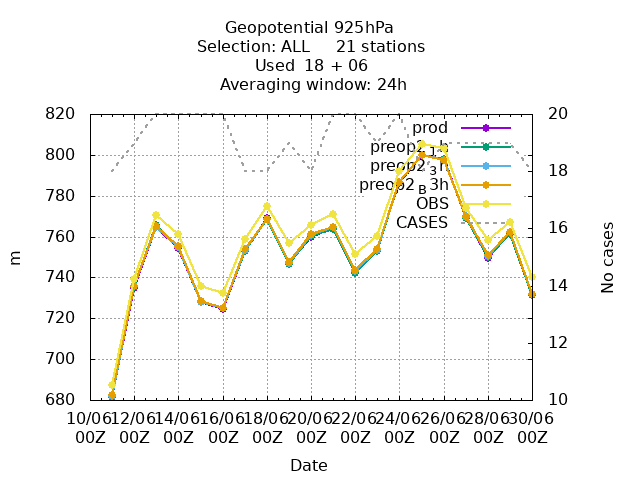 Geopotential 925hPa
Selection: ALL 21 stations
Used 18 + 06
Averaging window: 24h
820 20
prod
preop2_1h
800
preop2_3h 18
preop2_B3h
780
OBS
CASES
760 16
m
No cases
740 14
720
12
700
680 10
10/06 12/06 14/06 16/06 18/06 20/06 22/06 24/06 26/06 28/06 30/06
00Z 00Z 00Z 00Z 00Z 00Z 00Z 00Z 00Z 00Z 00Z
Date